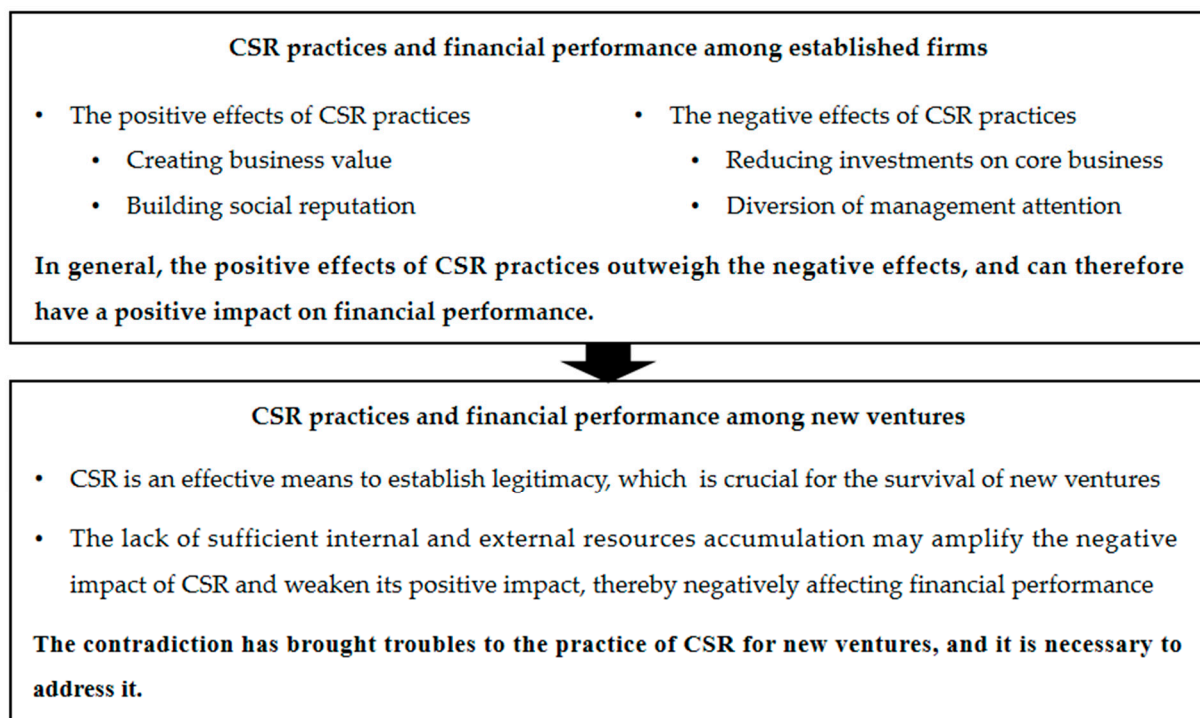 CSR practices and financial performance among established firms
• The positive effects of CSR practices
• Creating business value
• Building social reputation
• The negative effects of CSR practices
• Reducing investments on core business
• Diversion of management attention
In general, the positive effects of CSR practices outweigh the negative effects, and can therefore
have a positive impact on financial performance.
CSR practices and financial performance among new ventures
• CSR is an effective means to establish legitimacy, which is crucial for the survival of new ventures
• The lack of sufficient internal and external resources accumulation may amplify the negative
impact of CSR and weaken its positive impact, thereby negatively affecting financial performance
The contradiction has brought troubles to the practice of CSR for new ventures, and it is necessary to
address it.